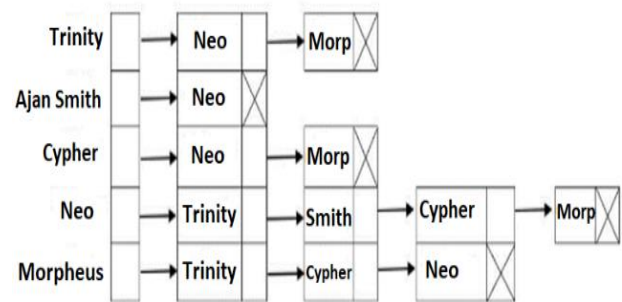 Trinity Neo Morp
Ajan Smith Neo
Cypher Neo Morp
Neo Trinity Smith Cypher Morp
Morpheus Trinity Cypher Neo